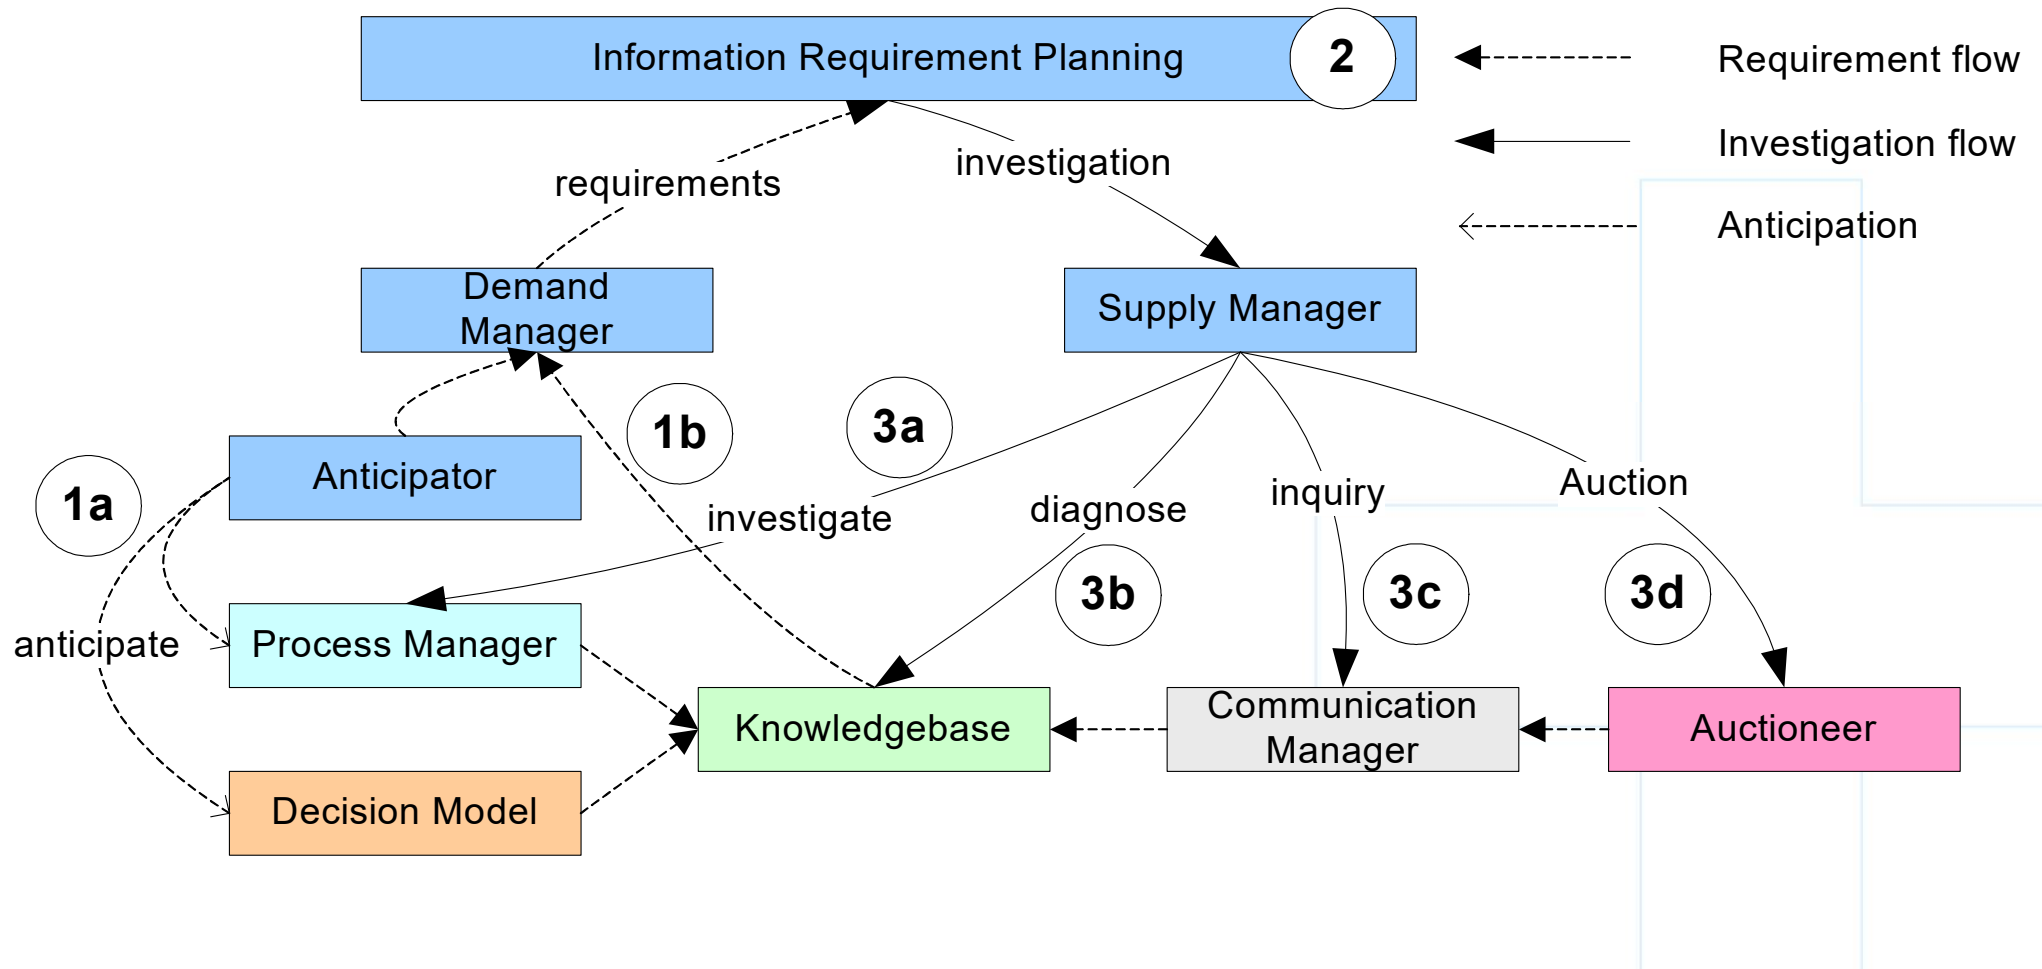 Information Requirement Planning
2
Requirement flow
Investigation flow
Anticipation
requirements
investigation
Demand
Manager
Supply Manager
1a
1b
3a
Anticipator
investigate
diagnose
inquiry
Auction
3b
3c
3d
anticipate
Process Manager
Knowledgebase
Communication
Manager
Auctioneer
Decision Model